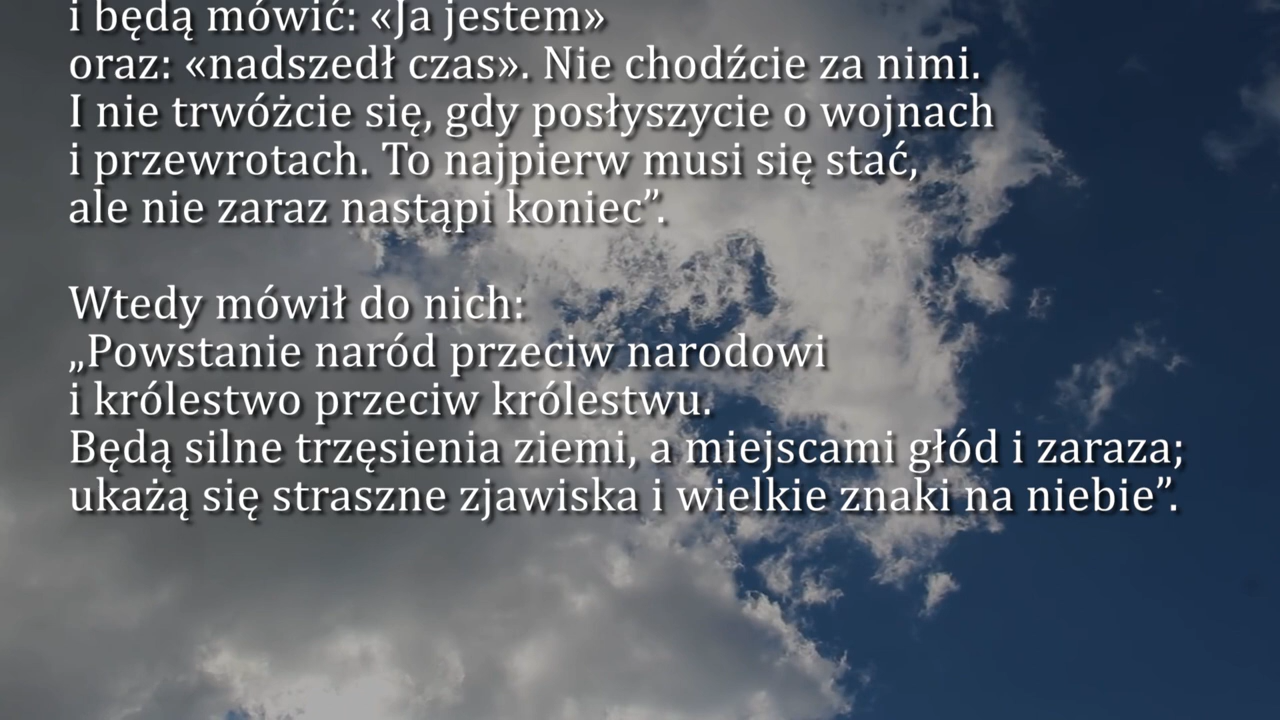 i będą mówić: «Ja jestem»
oraz: «nadszedł czas». Nie chodźcie za nimi.
I nie trwóżcie się, gdy posłyszycie o wojnach
i przewrotach. To najpierw musi się stać,
ale nie zaraz nastąpi koniec”.
Wtedy mówił do nich:
„Powstanie naród przeciw narodowi
i królestwo przeciw królestwu.
Będą silne trzęsienia ziemi, a miejscami głód i zaraza;
ukażą się straszne zjawiska i wielkie znaki na niebie”.